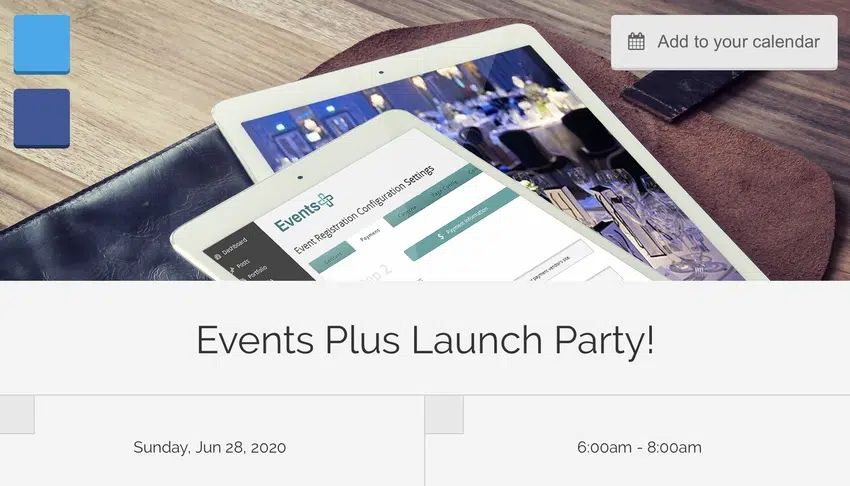 Add to your calendar
Events
Event Registration Configuration Settings
Dashboard
Posts
Portfolio
Payment
Payment Information
Events Plus Launch Party!
Sunday, Jun 28, 2020
6:00am - 8:00am